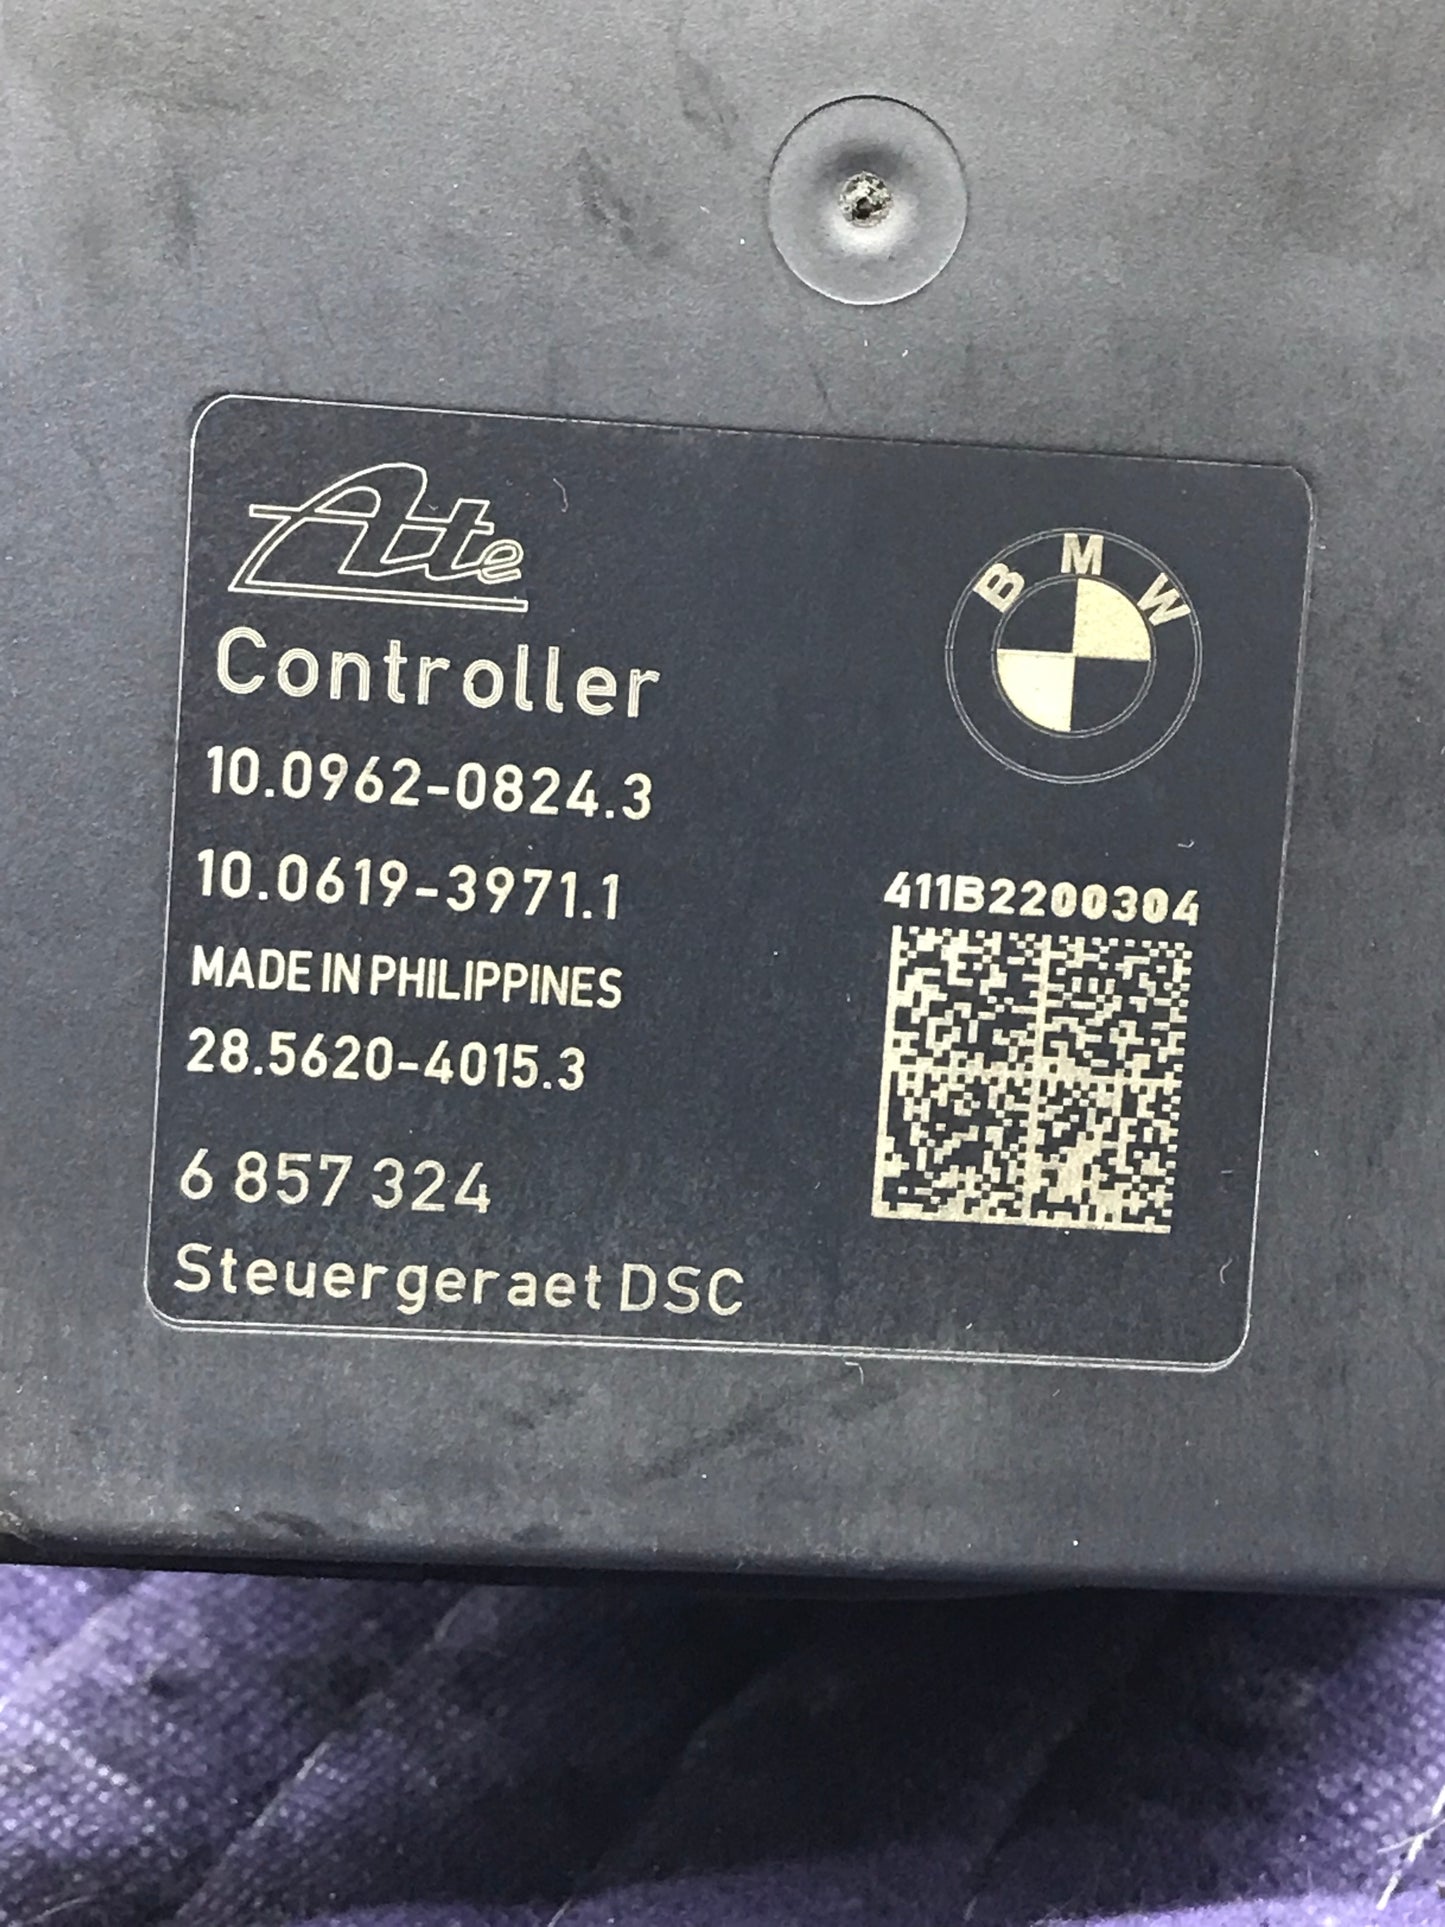 Ate
BMW
Controller
10.0962-0824.3
10.0619-3971.1
411B2200304
MADE IN PHILIPPINES
28.5620-4015.3
6 857 324
Steuergeraet DSC